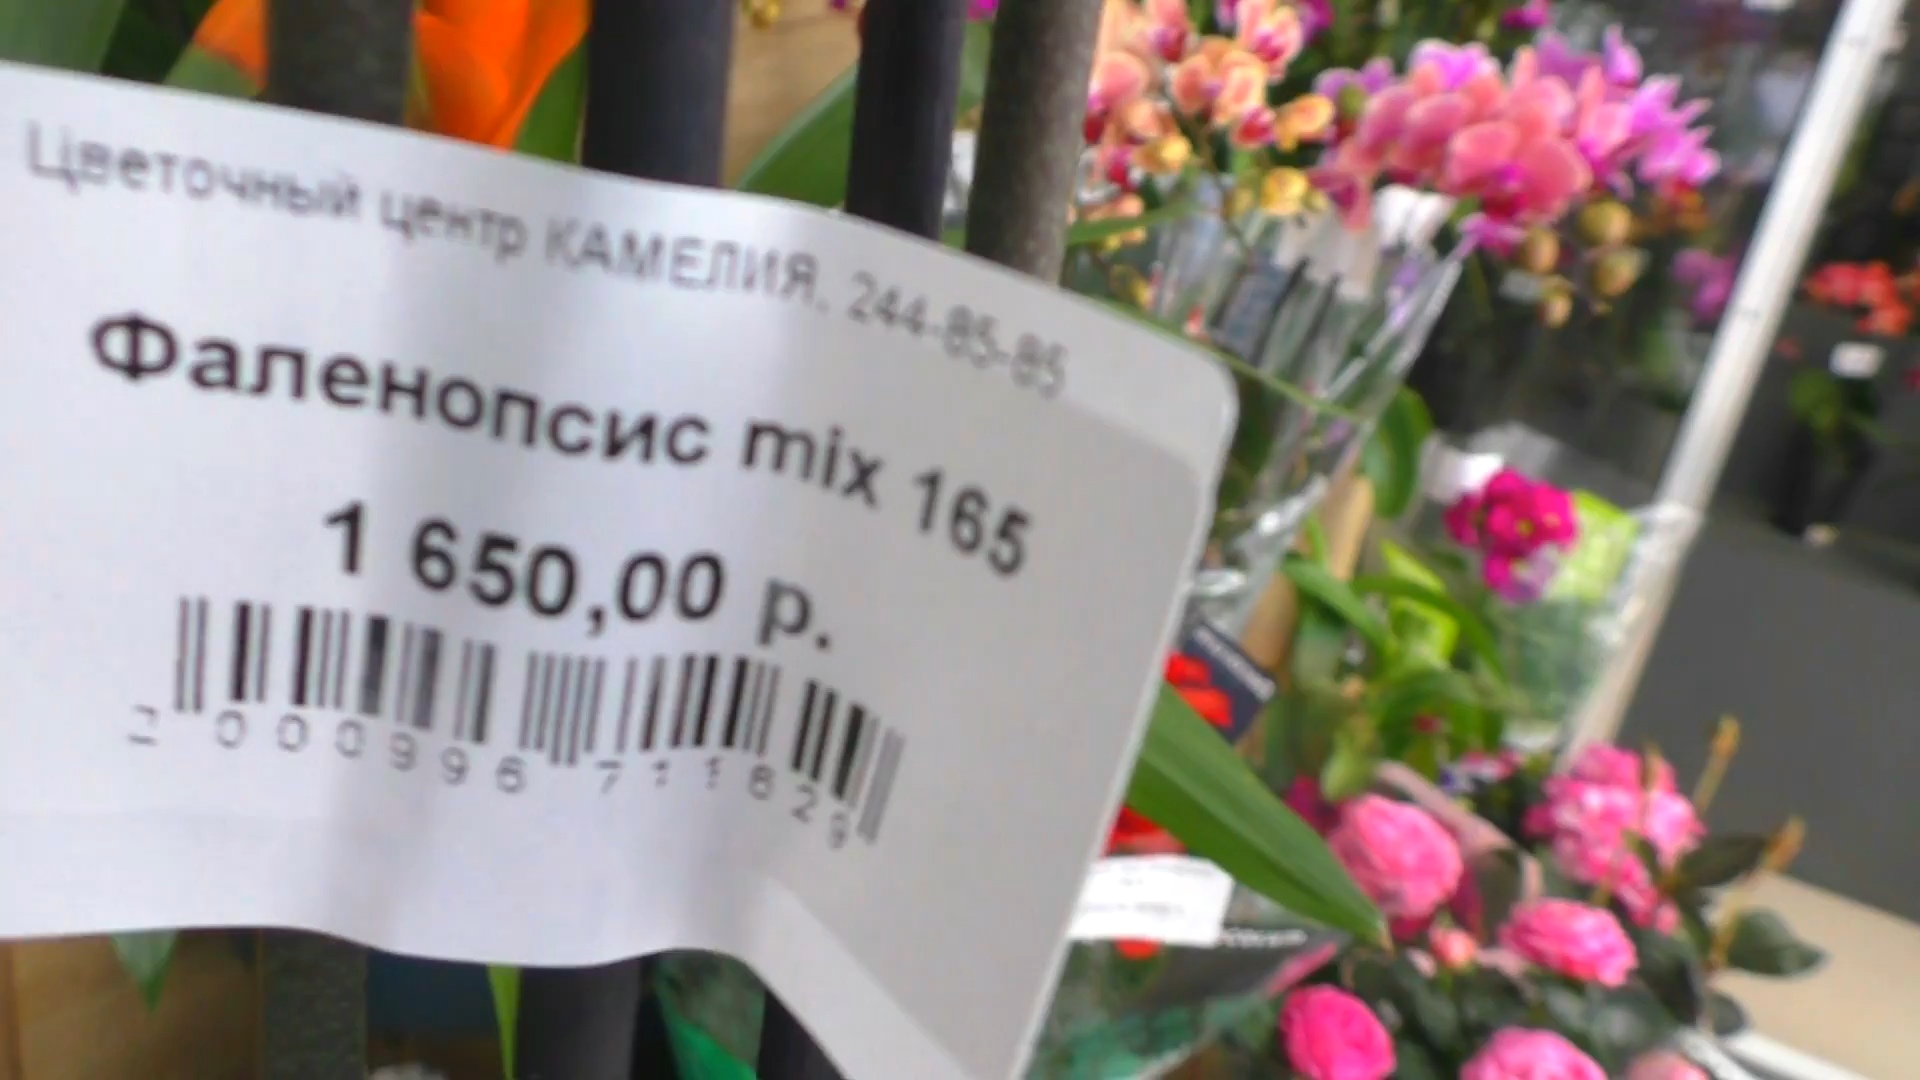 Цветочный центр КАМЕЛИЯ. 244-85-85
Фаленопсис mix 165
1 650,00 р.
2 000996 711629